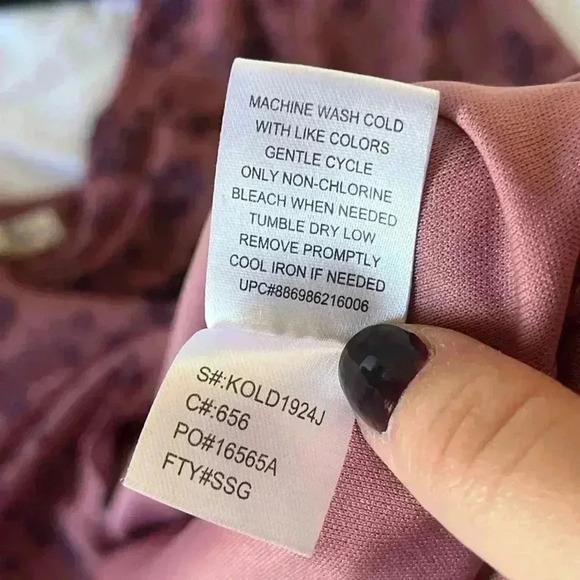 MACHINE WASH COLD
WITH LIKE COLORS
GENTLE CYCLE
ONLY NON-CHLORINE
BLEACH WHEN NEEDED
TUMBLE DRY LOW
REMOVE PROMPTLY
COOL IRON IF NEEDED
UPC#886986216006
S#:KOLD1924J
C#:656
PO#16565A
FTY#SSG